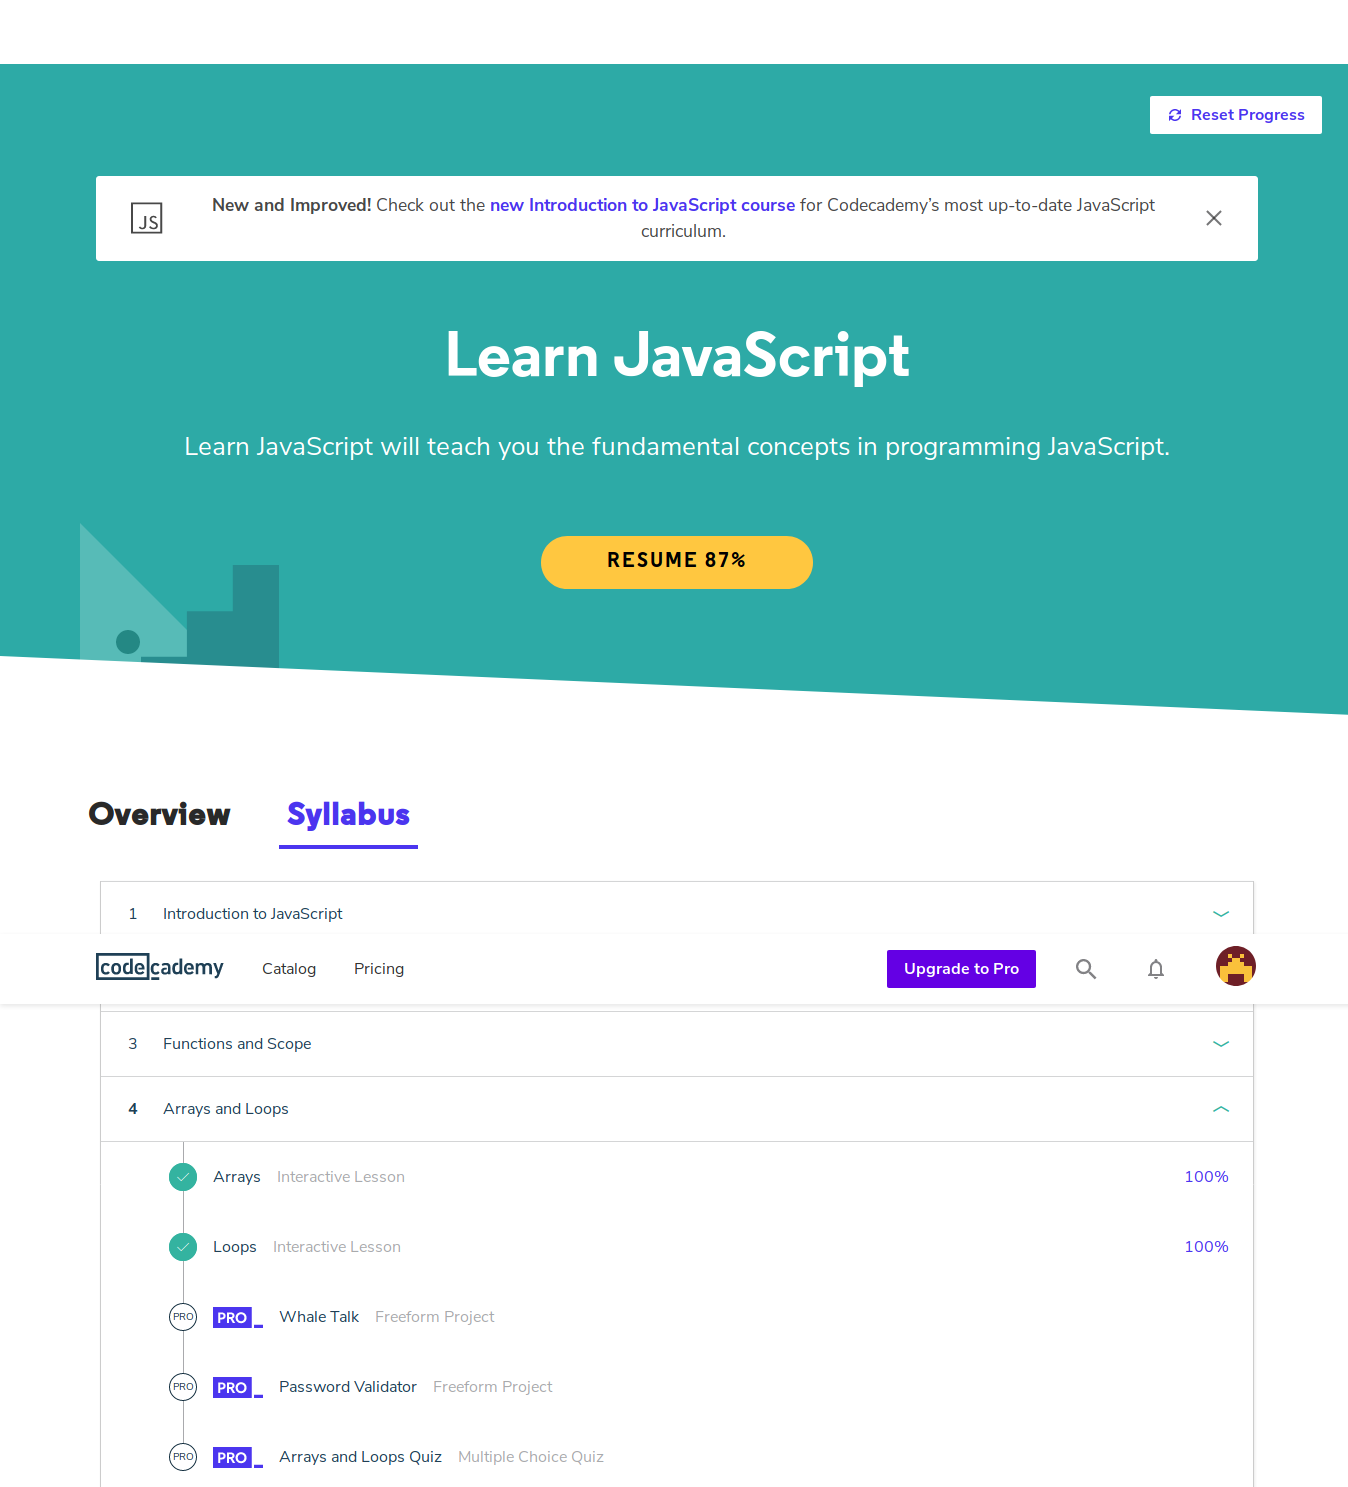 Reset Progress
JS
New and Improved! Check out the new Introduction to JavaScript course for Codecademy’s most up-to-date JavaScript
curriculum.
Learn JavaScript
Learn JavaScript will teach you the fundamental concepts in programming JavaScript.
RESUME 87%
Overview Syllabus
1 Introduction to JavaScript
codecademy Catalog Pricing Upgrade to Pro
3 Functions and Scope
4 Arrays and Loops
Arrays Interactive Lesson 100%
Loops Interactive Lesson 100%
PRO PRO_ Whale Talk Freeform Project
PRO PRO_ Password Validator Freeform Project
PRO PRO_ Arrays and Loops Quiz Multiple Choice Quiz